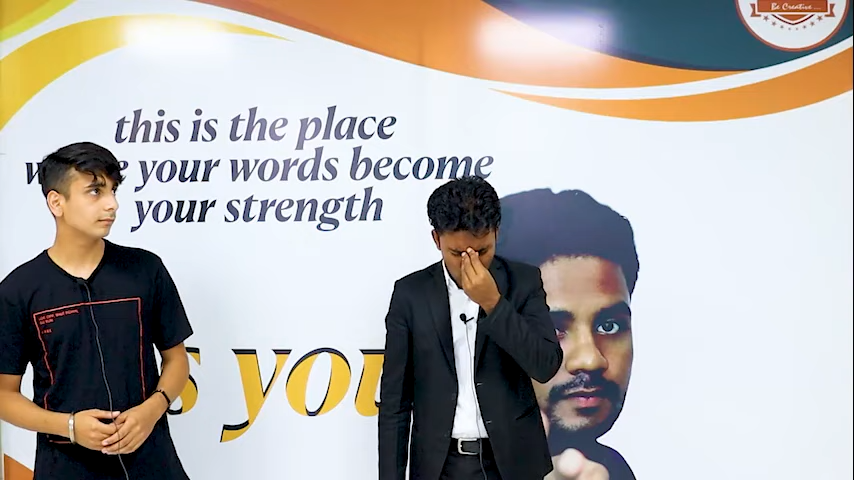 Be Creative ...
this is the place
your words become
your strength
you